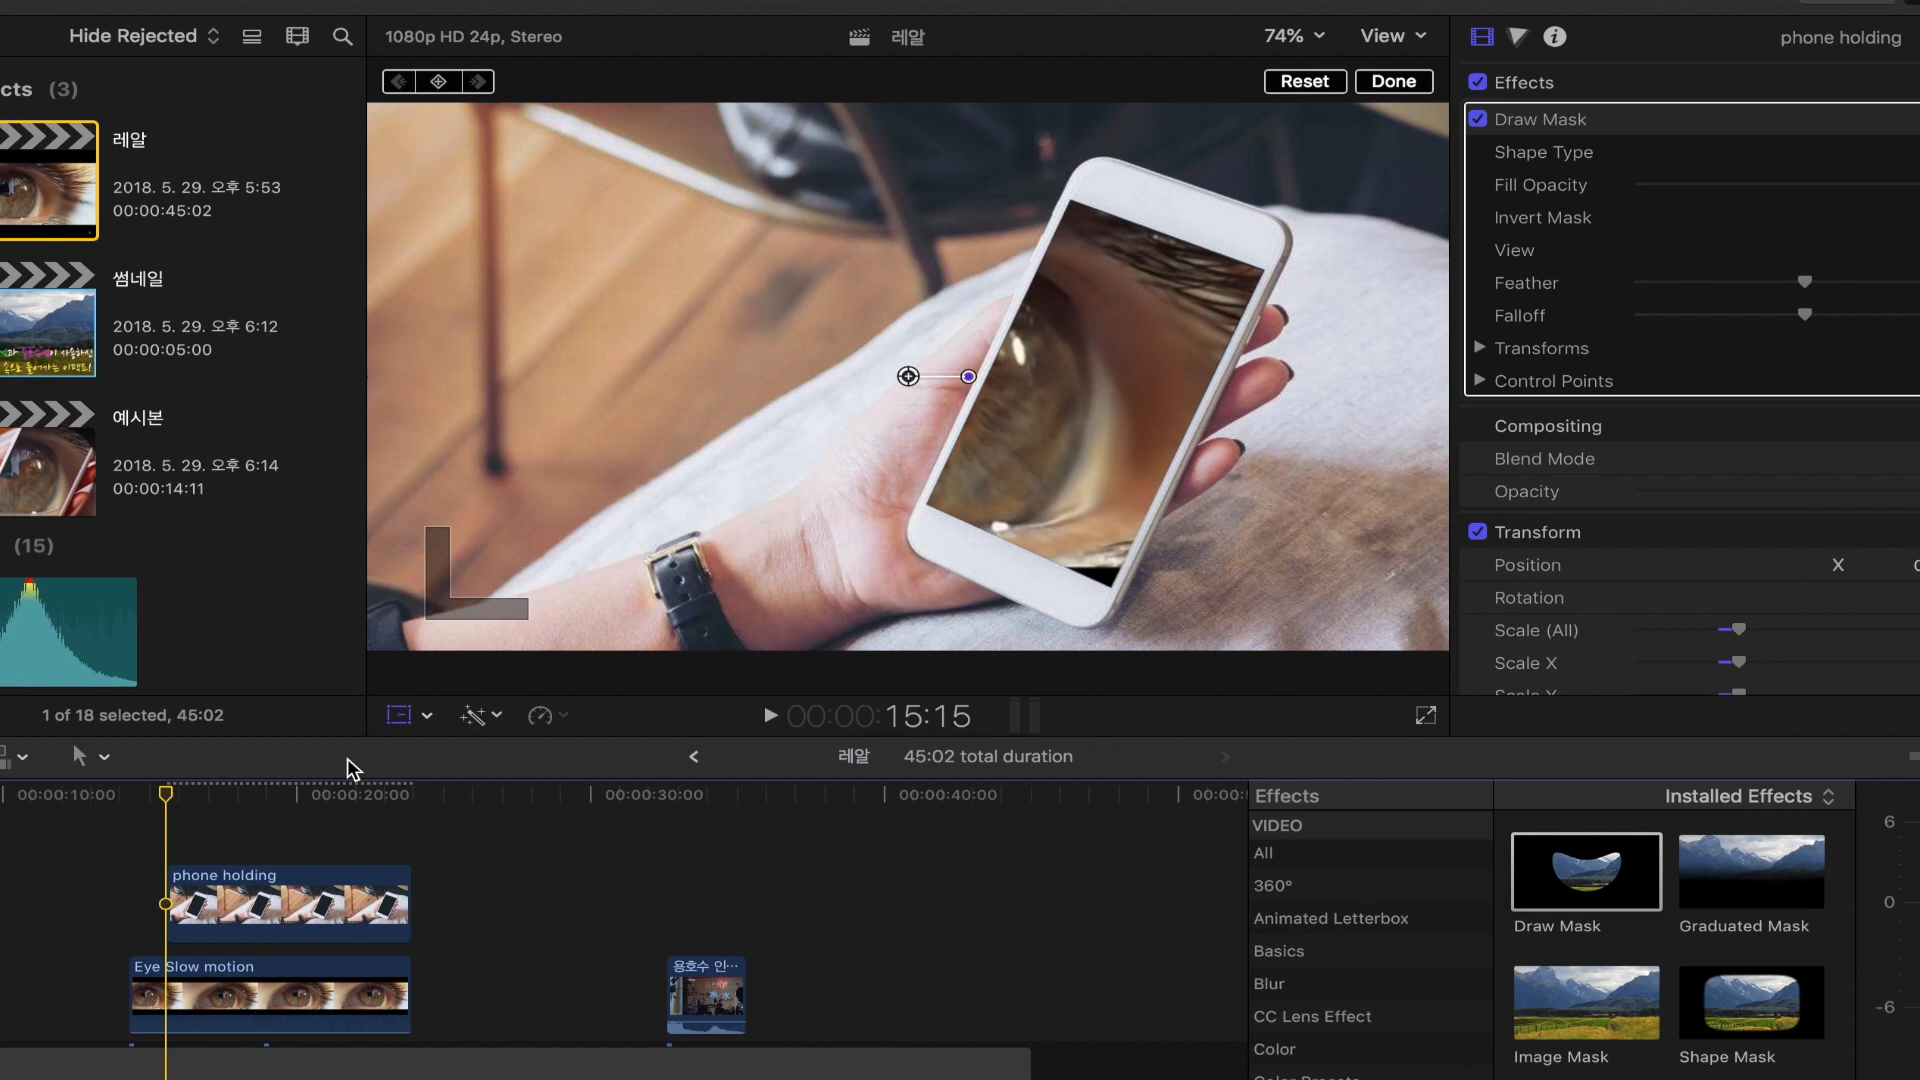 Hide Rejected
1080p HD 24p, Stereo
레알
74%
View
phone holding
cts (3)
레알
2018. 5. 29. 오후 5:53
00:00:45:02
썸네일
2018. 5. 29. 오후 6:12
00:00:05:00
예시본
2018. 5. 29. 오후 6:14
00:00:14:11
(15)
1 of 18 selected, 45:02
Reset
Done
Effects
Draw Mask
Shape Type
Fill Opacity
Invert Mask
View
Feather
Falloff
Transforms
Control Points
Compositing
Blend Mode
Opacity
Transform
Position
X
Rotation
Scale (All)
Scale X
00:00:15:15
레알
45:02 total duration
00:00:10:00
00:00:20:00
00:00:30:00
00:00:40:00
00:00:
phone holding
Eye Slow motion
용호수 인…
Effects
Installed Effects
VIDEO
All
360°
Animated Letterbox
Basics
Blur
CC Lens Effect
Color
Draw Mask
Graduated Mask
Image Mask
Shape Mask
6
0
-6